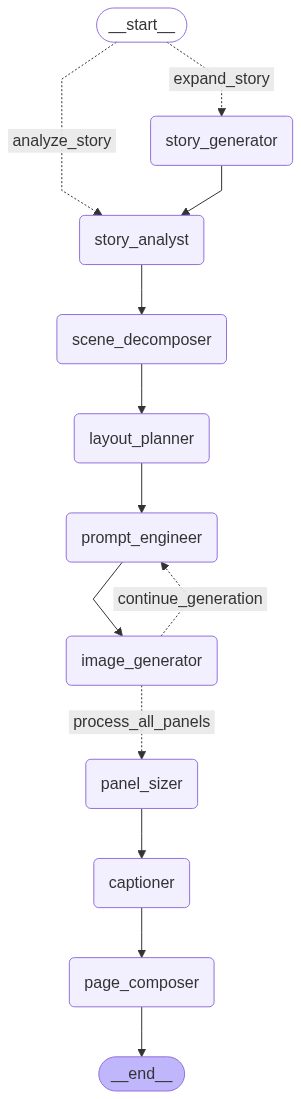 __start__
expand_story
analyze_story
story_generator
story_analyst
scene_decomposer
layout_planner
prompt_engineer
continue_generation
image_generator
process_all_panels
panel_sizer
captioner
page_composer
__end__